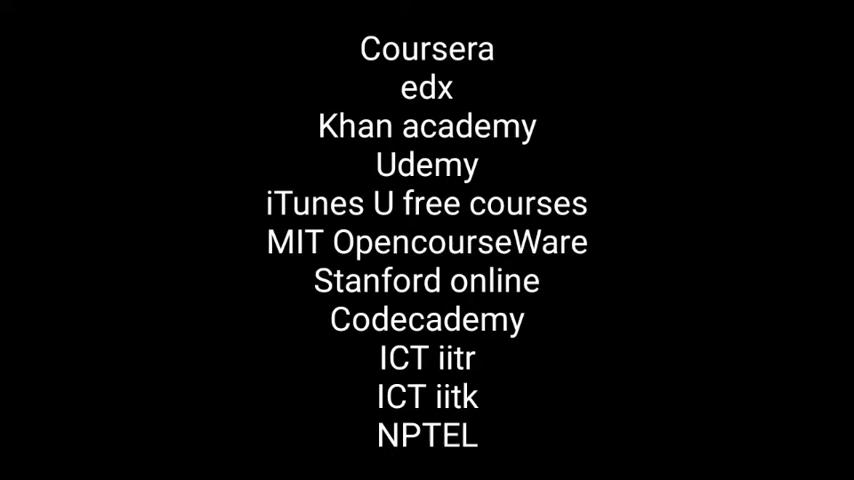 Coursera
edx
Khan academy
Udemy
iTunes U free courses
MIT OpencourseWare
Stanford online
Codecademy
ICT iitr
ICT iitk
NPTEL